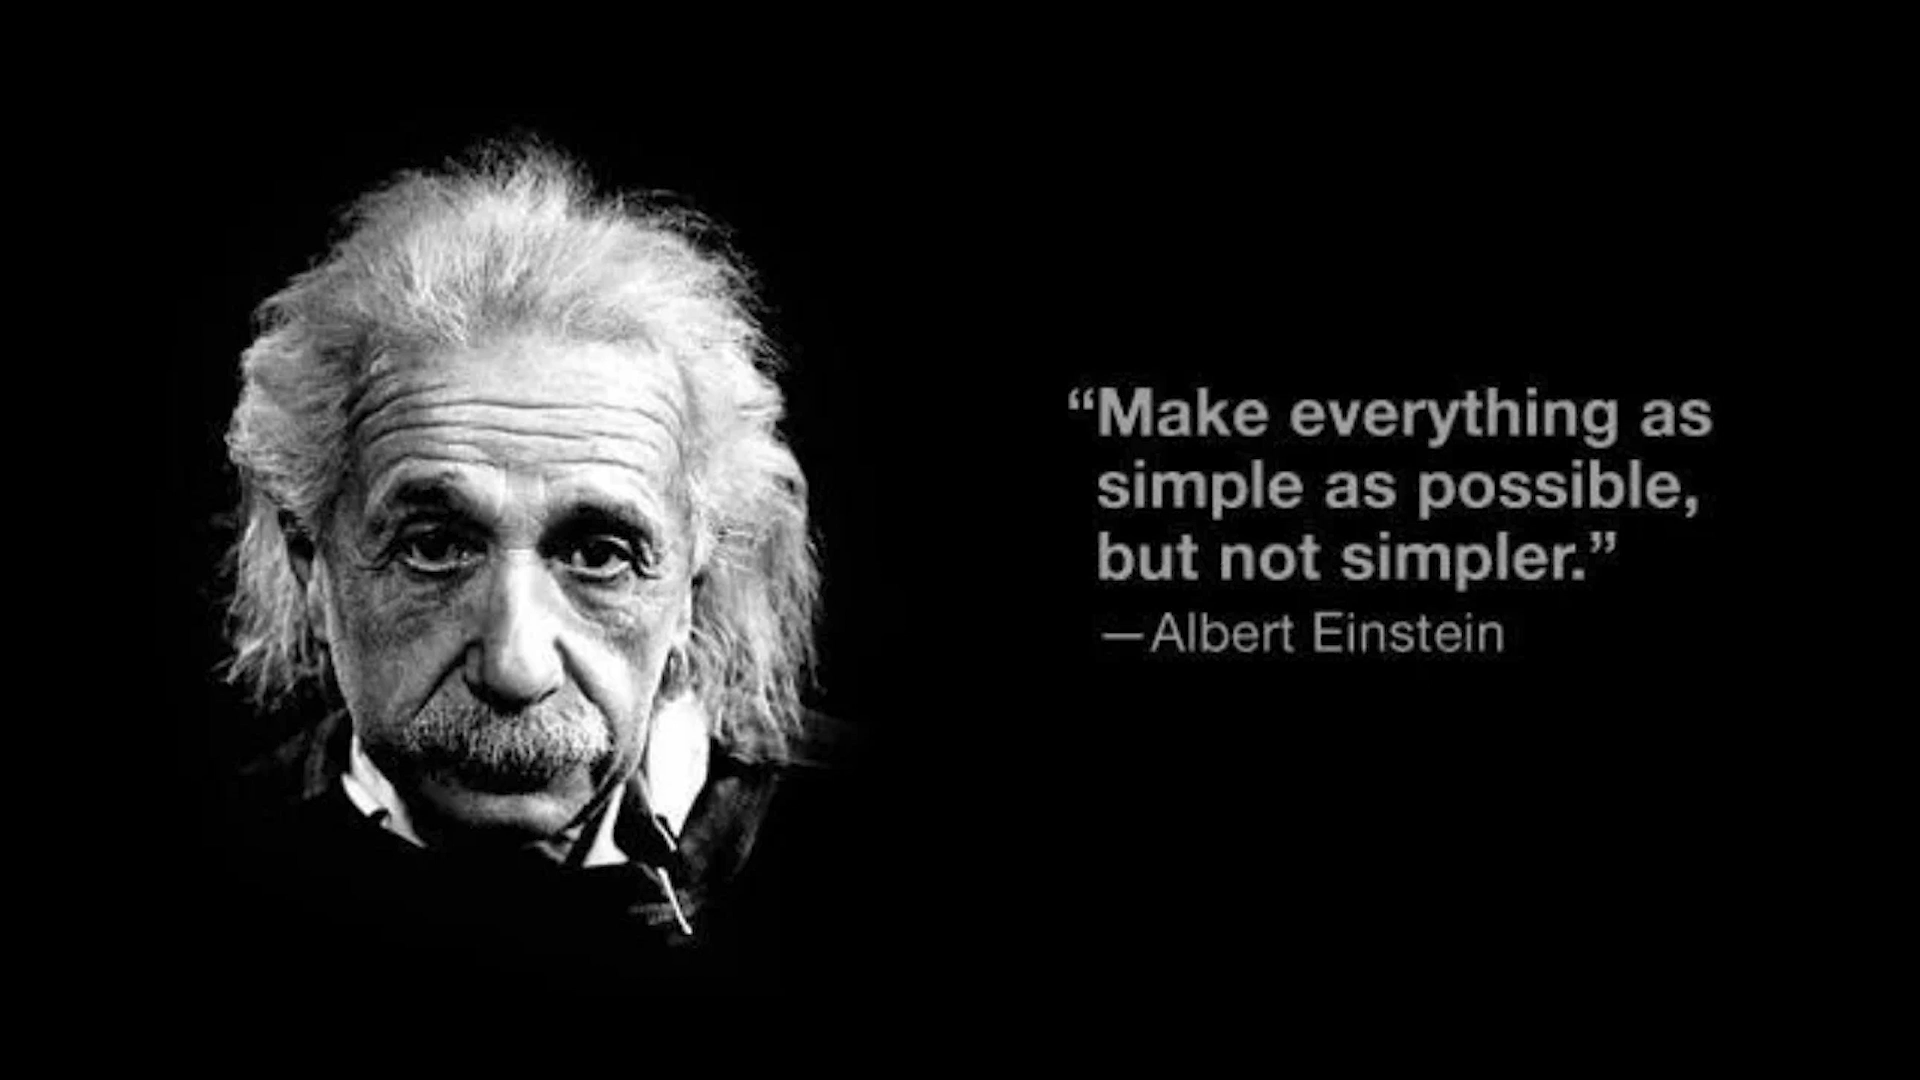 “Make everything as
simple as possible,
but not simpler.”
—Albert Einstein